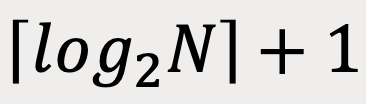 ⌈log₂N⌉ + 1